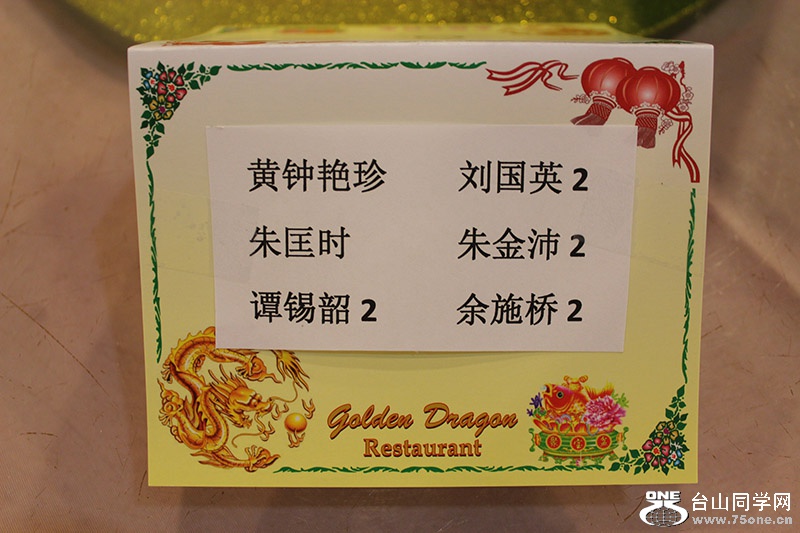 黄钟艳珍 刘国英 2
朱匡时 朱金沛 2
谭锡韶 2 余施桥 2
Golden Dragon
Restaurant
ONE 台山同学网
www.75one.cn